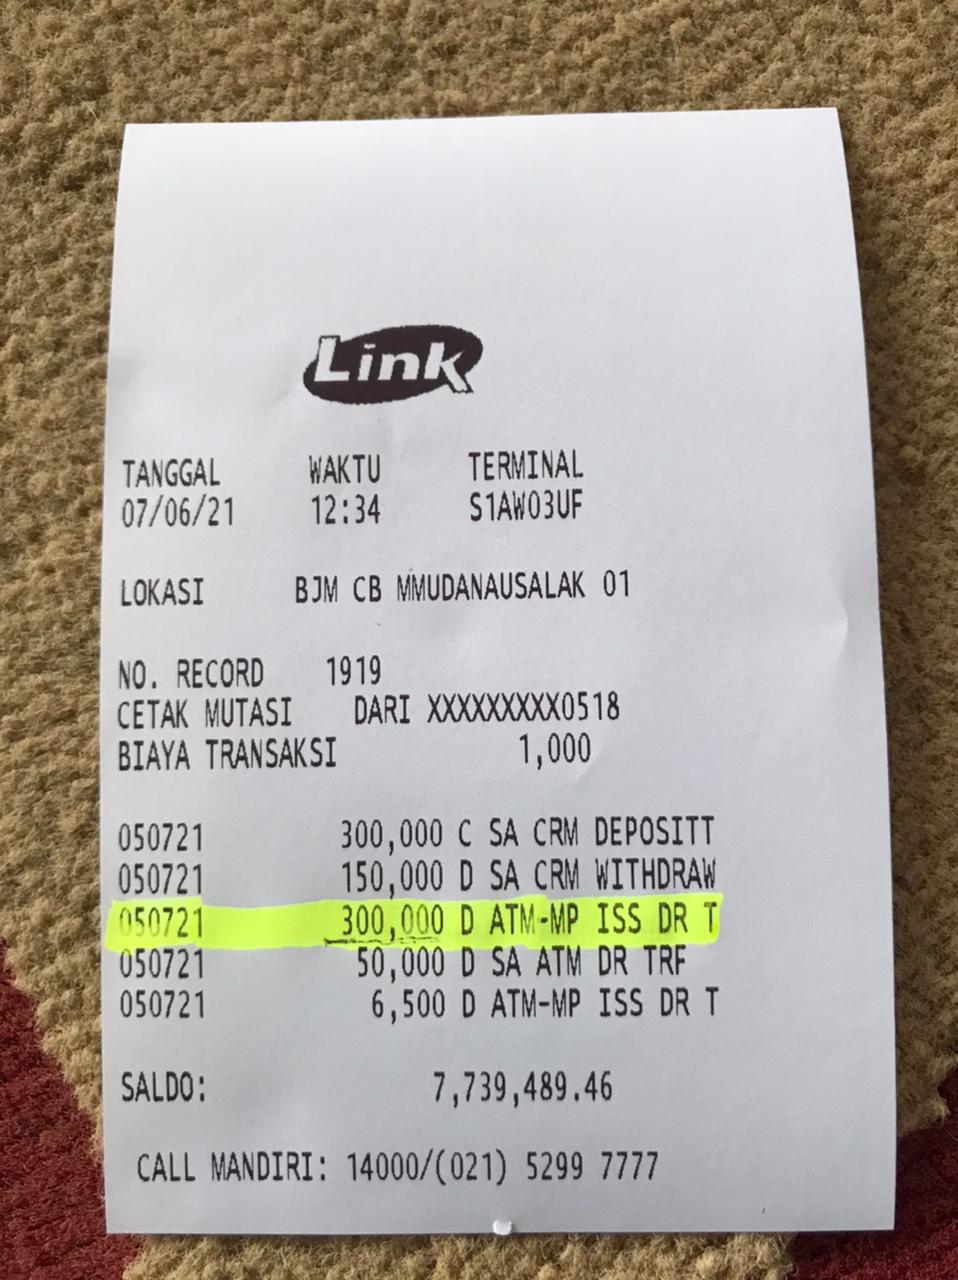 Link
TANGGAL WAKTU TERMINAL
07/06/21 12:34 S1AW03UF
LOKASI BJM CB MMUDANAUSALAK 01
NO. RECORD 1919
CETAK MUTASI DARI XXXXXXXXX0518
BIAYA TRANSAKSI 1,000
050721 300,000 C SA CRM DEPOSITT
050721 150,000 D SA CRM WITHDRAW
050721 300,000 D ATM-MP ISS DR T
050721 50,000 D SA ATM DR TRF
050721 6,500 D ATM-MP ISS DR T
SALDO: 7,739,489.46
CALL MANDIRI: 14000/(021) 5299 7777